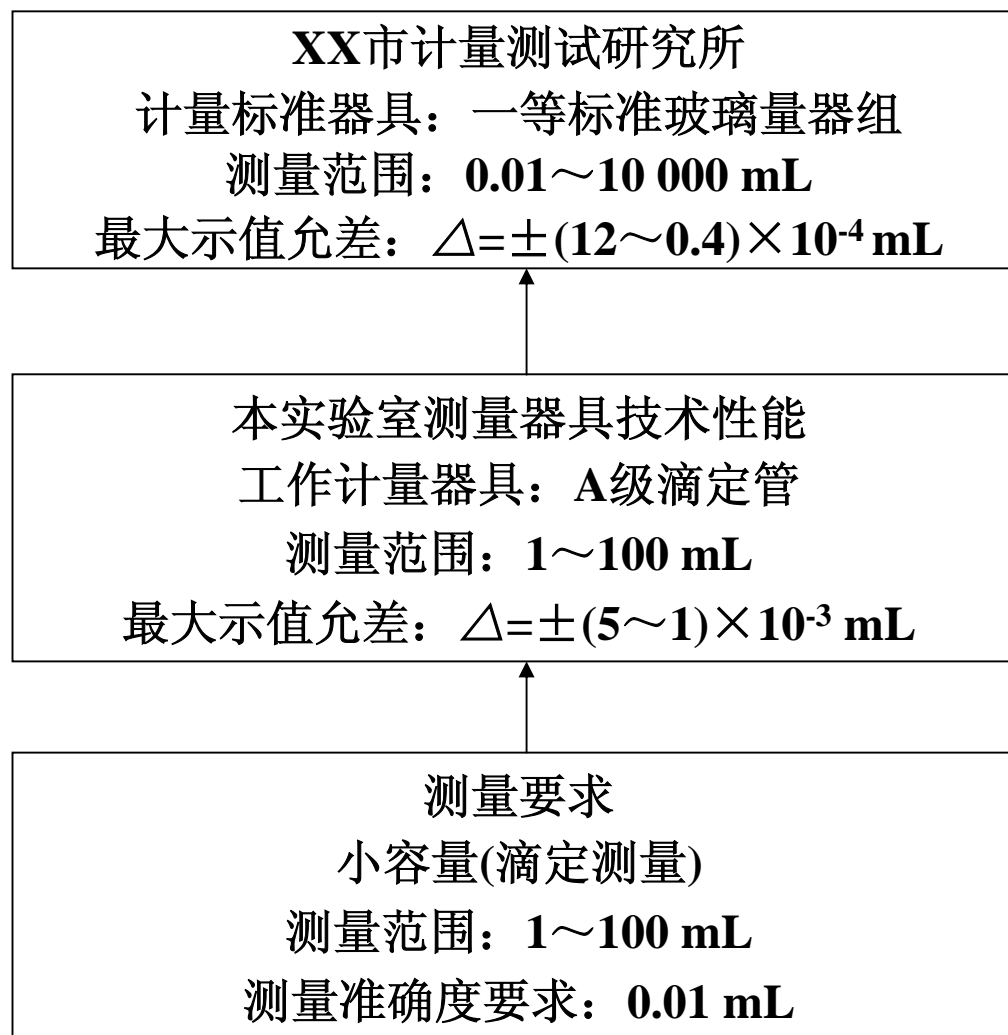 XX市计量测试研究所
计量标准器具：一等标准玻璃量器组
测量范围：0.01～10 000 mL
最大示值允差：△=±(12～0.4)×10-4 mL
本实验室测量器具技术性能
工作计量器具：A级滴定管
测量范围：1～100 mL
最大示值允差：△=±(5～1)×10-3 mL
测量要求
小容量(滴定测量)
测量范围：1～100 mL
测量准确度要求：0.01 mL